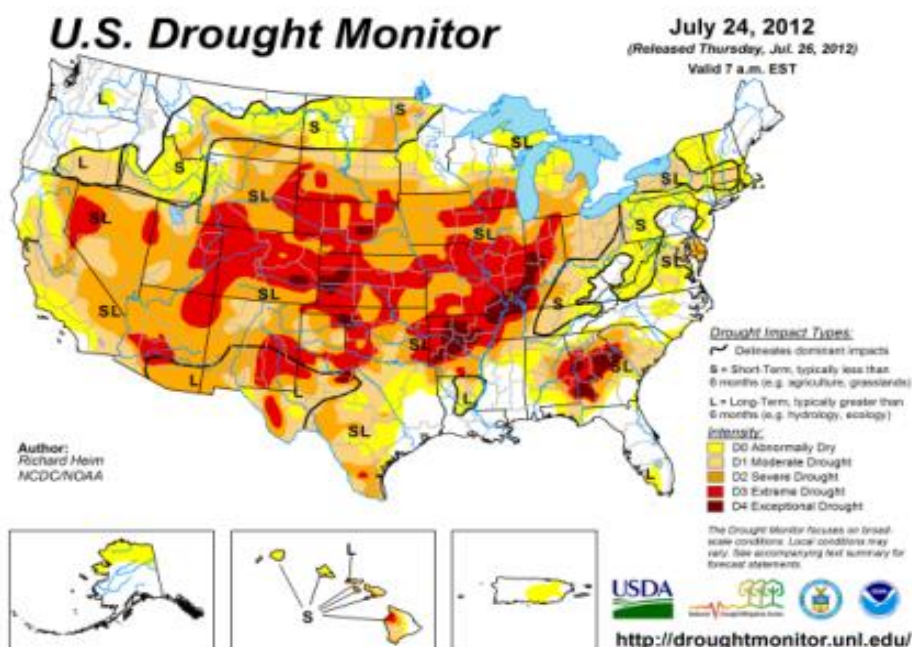 U.S. Drought Monitor
July 24, 2012
(Released Thursday, Jul. 26, 2012)
Valid 7 a.m. EST
L
S
S
S
SL
L
S
SL
SL
SL
SL
S
SL
SL
SL
S
SL
L
L
SL
SL
L
SL
L
Drought Impact Types:
Delineates dominant impacts
S = Short-Term, typically less than
6 months (e.g. agriculture, grasslands)
L = Long-Term, typically greater than
6 months (e.g. hydrology, ecology)
Intensity:
D0 Abnormally Dry
D1 Moderate Drought
D2 Severe Drought
D3 Extreme Drought
D4 Exceptional Drought
Author:
Richard Heim
NCDC/NOAA
The Drought Monitor focuses on broad-
scale conditions. Local conditions may
vary. See accompanying text summary for
forecast statements.
L
S
USDA
http://droughtmonitor.unl.edu/